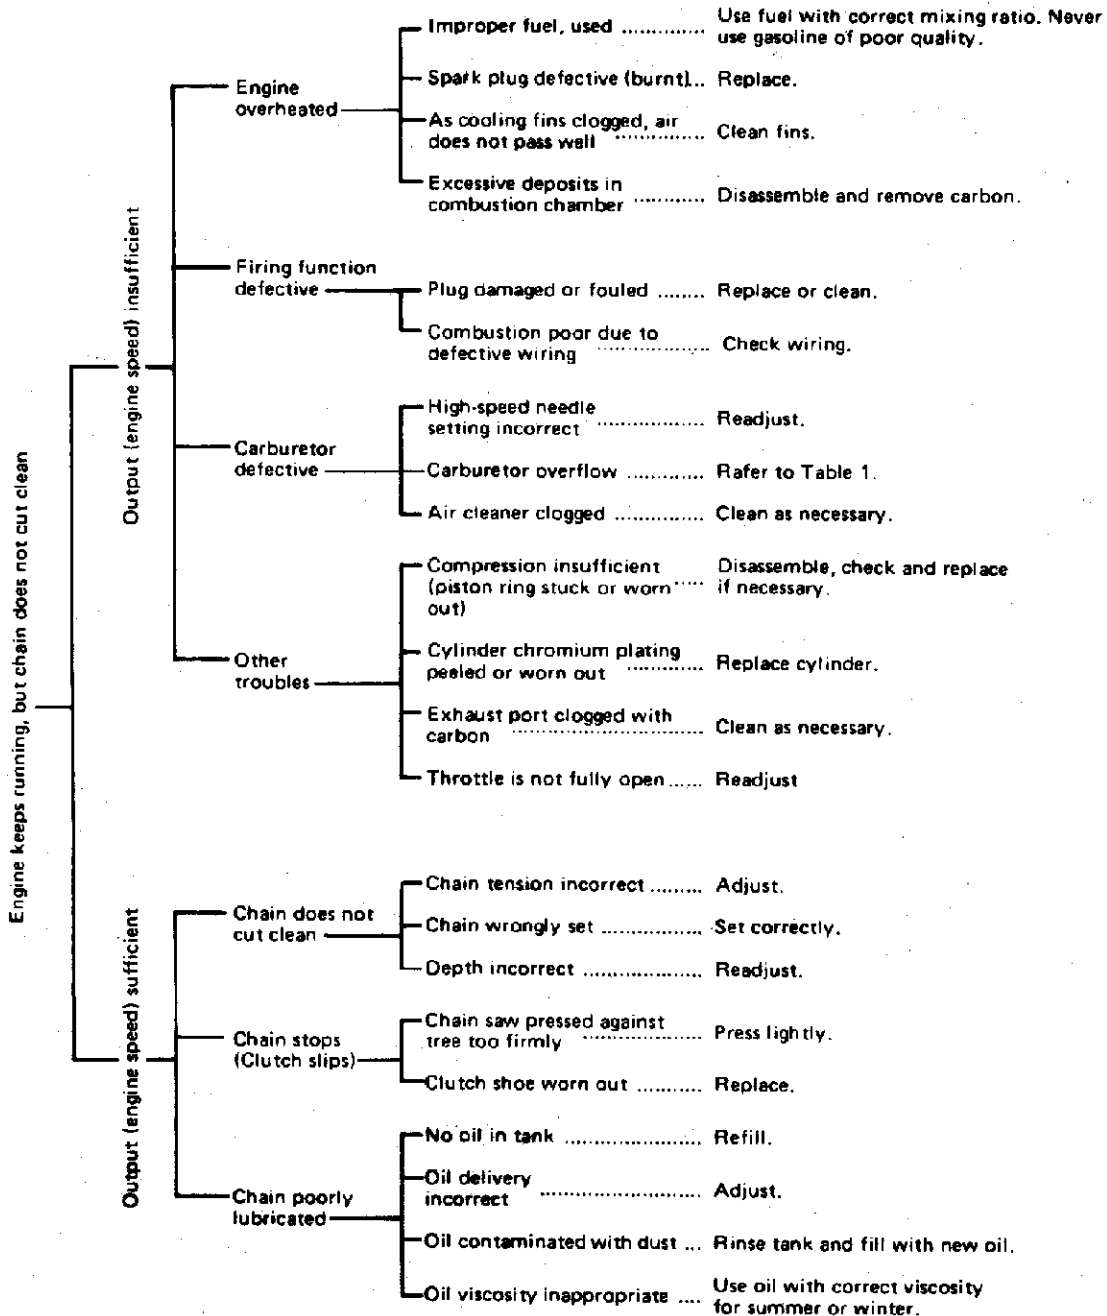 Engine keeps running, but chain does not cut clean
Output (engine speed) insufficient
Engine
overheated
Improper fuel, used ............. Use fuel with correct mixing ratio. Never
use gasoline of poor quality.
Spark plug defective (burnt)... Replace.
As cooling fins clogged, air
does not pass well ............ Clean fins.
Excessive deposits in
combustion chamber ............ Disassemble and remove carbon.
Firing function
defective
Plug damaged or fouled ........ Replace or clean.
Combustion poor due to
defective wiring ................ Check wiring.
Carburetor
defective
High-speed needle
setting incorrect ............... Readjust.
Carburetor overflow ............. Rafer to Table 1.
Air cleaner clogged ............... Clean as necessary.
Other
troubles
Compression insufficient
(piston ring stuck or worn
out) ..... Disassemble, check and replace
if necessary.
Cylinder chromium plating
peeled or worn out ............ Replace cylinder.
Exhaust port clogged with
carbon ........................... Clean as necessary.
Throttle is not fully open ...... Readjust
Output (engine speed) sufficient
Chain does not
cut clean
Chain tension incorrect ......... Adjust.
Chain wrongly set ................. Set correctly.
Depth incorrect .................... Readjust.
Chain stops
(Clutch slips)
Chain saw pressed against
tree too firmly ................. Press lightly.
Clutch shoe worn out ........... Replace.
Chain poorly
lubricated
No oil in tank ...................... Refill.
Oil delivery
incorrect ........................ Adjust.
Oil contaminated with dust ... Rinse tank and fill with new oil.
Oil viscosity inappropriate .... Use oil with correct viscosity
for summer or winter.